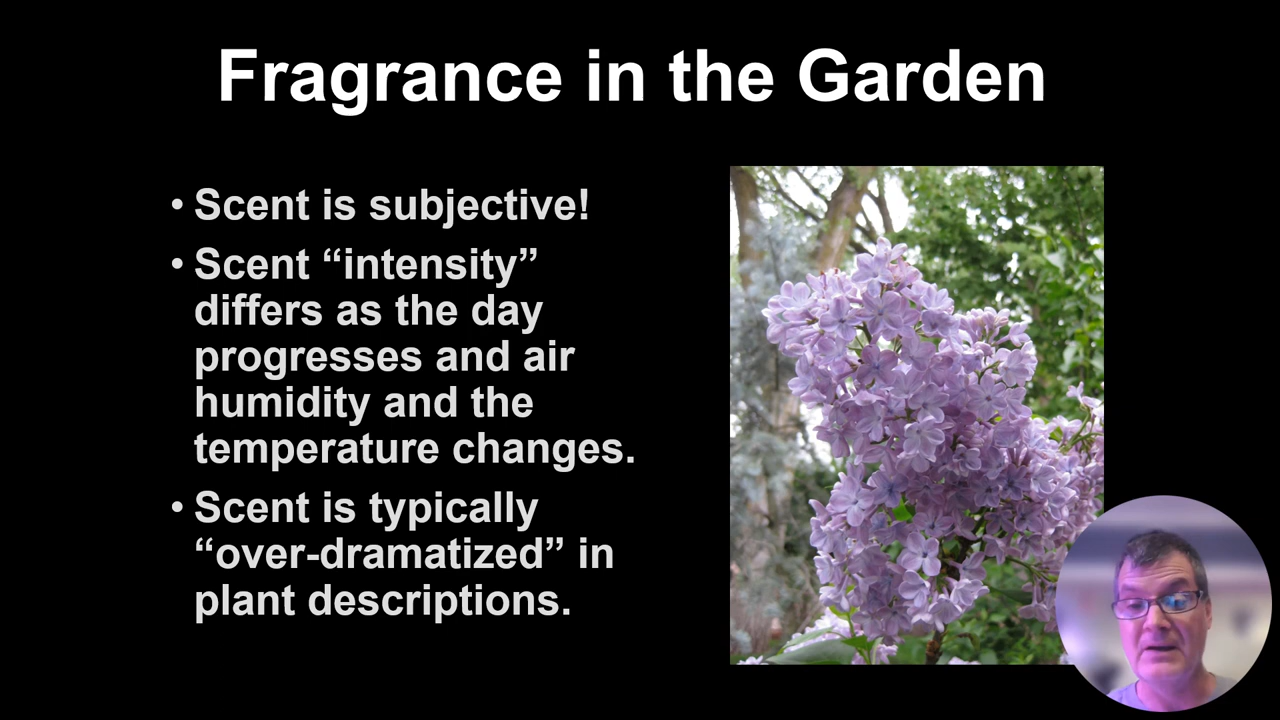 Fragrance in the Garden
• Scent is subjective!
• Scent “intensity”
differs as the day
progresses and air
humidity and the
temperature changes.
• Scent is typically
“over-dramatized” in
plant descriptions.